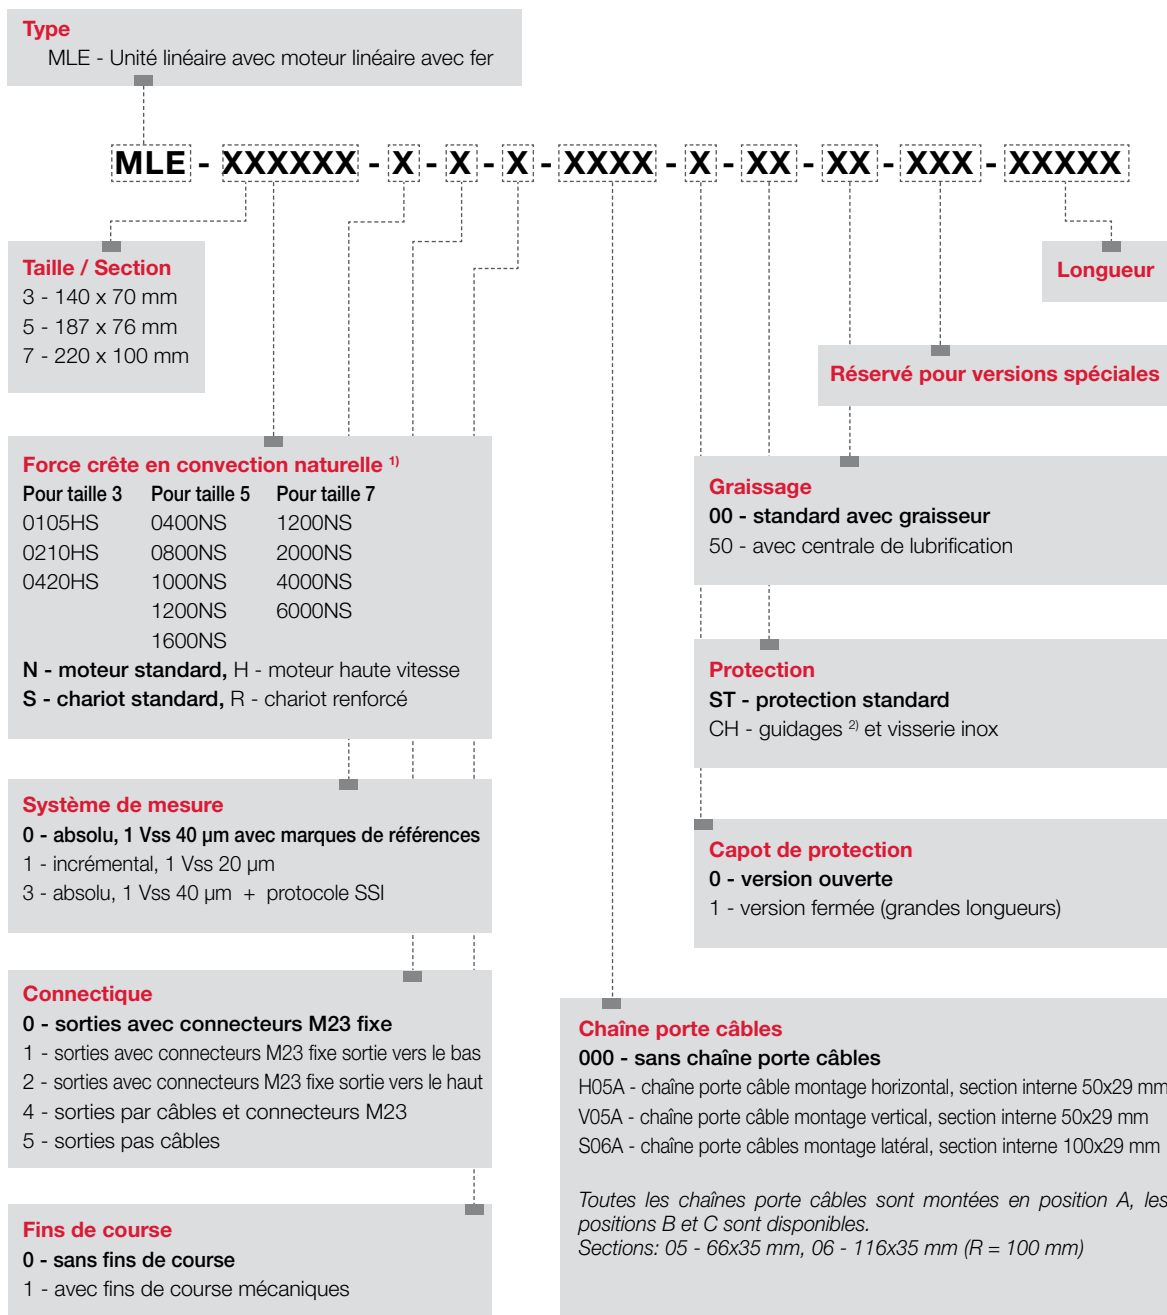 Type
MLE - Unité linéaire avec moteur linéaire avec fer
MLE - XXXXXX - X - X - X - XXXX - X - XX - XX - XXX - XXXXX
Taille / Section
3 - 140 x 70 mm
5 - 187 x 76 mm
7 - 220 x 100 mm
Longueur
Réservé pour versions spéciales
Force crête en convection naturelle 1)
Pour taille 3 Pour taille 5 Pour taille 7
0105HS 0400NS 1200NS
0210HS 0800NS 2000NS
0420HS 1000NS 4000NS
1200NS 6000NS
1600NS
N - moteur standard, H - moteur haute vitesse
S - chariot standard, R - chariot renforcé
Graissage
00 - standard avec graisseur
50 - avec centrale de lubrification
Protection
ST - protection standard
CH - guidages 2) et visserie inox
Système de mesure
0 - absolu, 1 Vss 40 µm avec marques de références
1 - incrémental, 1 Vss 20 µm
3 - absolu, 1 Vss 40 µm + protocole SSI
Capot de protection
0 - version ouverte
1 - version fermée (grandes longueurs)
Connectique
0 - sorties avec connecteurs M23 fixe
1 - sorties avec connecteurs M23 fixe sortie vers le bas
2 - sorties avec connecteurs M23 fixe sortie vers le haut
4 - sorties par câbles et connecteurs M23
5 - sorties pas câbles
Chaîne porte câbles
000 - sans chaîne porte câbles
H05A - chaîne porte câble montage horizontal, section interne 50x29 mm
V05A - chaîne porte câble montage vertical, section interne 50x29 mm
S06A - chaîne porte câbles montage latéral, section interne 100x29 mm
Toutes les chaînes porte câbles sont montées en position A, les
positions B et C sont disponibles.
Sections: 05 - 66x35 mm, 06 - 116x35 mm (R = 100 mm)
Fins de course
0 - sans fins de course
1 - avec fins de course mécaniques